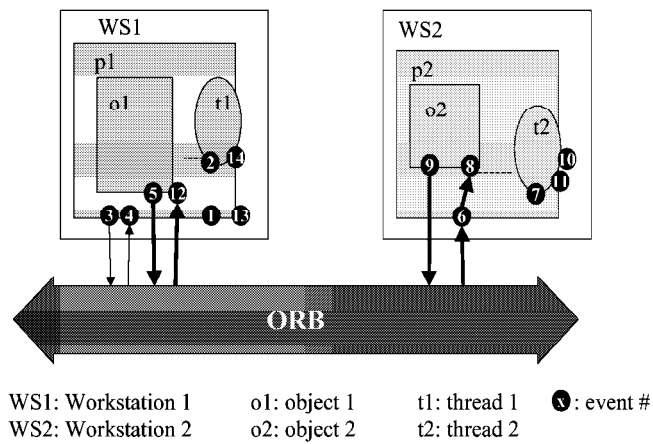 WS1
WS2
p1
p2
o1
t1
o2
t2
2
14
9
8
10
11
5
12
7
3
4
1
13
6
ORB
WS1: Workstation 1 o1: object 1 t1: thread 1 x : event #
WS2: Workstation 2 o2: object 2 t2: thread 2